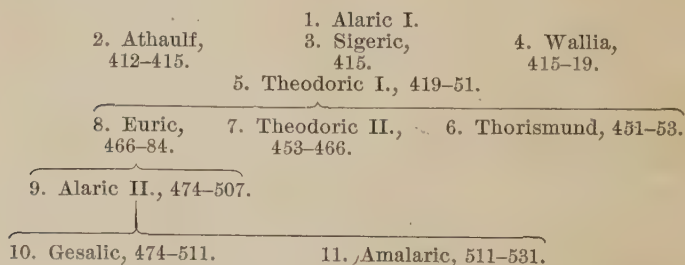 1. Alaric I.
2. Athaulf, 3. Sigeric, 4. Wallia,
412–415. 415. 415–19.
5. Theodoric I., 419–51.
8. Euric, 7. Theodoric II., 6. Thorismund, 451–53.
466–84. 453–466.
9. Alaric II., 474–507.
10. Gesalic, 474–511. 11. Amalaric, 511–531.